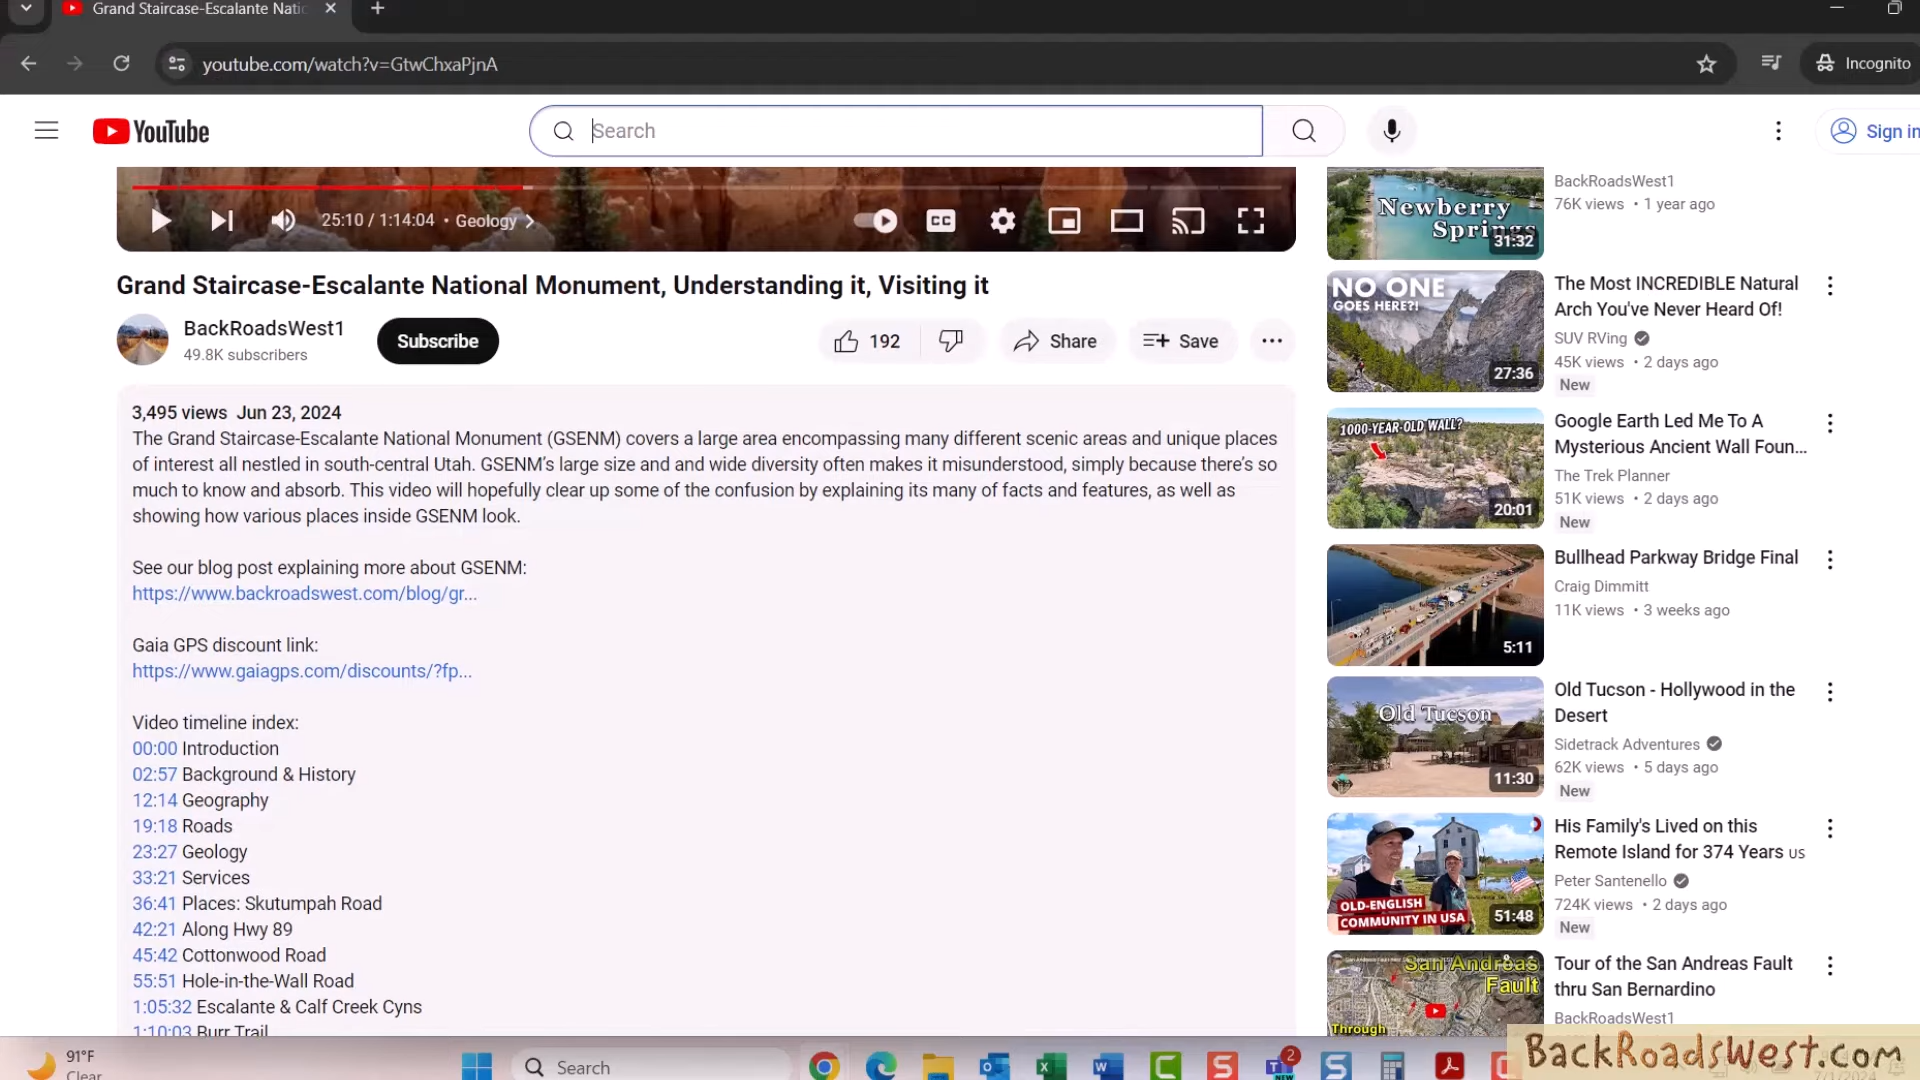 Grand Staircase-Escalante Natio
youtube.com/watch?v=GtwChxaPjnA
Incognito
YouTube
Search
Sign in
25:10 / 1:14:04 • Geology
CC
Grand Staircase-Escalante National Monument, Understanding it, Visiting it
BackRoadsWest1
49.8K subscribers
Subscribe
192
Share
Save
3,495 views Jun 23, 2024
The Grand Staircase-Escalante National Monument (GSENM) covers a large area encompassing many different scenic areas and unique places
of interest all nestled in south-central Utah. GSENM's large size and and wide diversity often makes it misunderstood, simply because there's so
much to know and absorb. This video will hopefully clear up some of the confusion by explaining its many of facts and features, as well as
showing how various places inside GSENM look.
See our blog post explaining more about GSENM:
https://www.backroadswest.com/blog/gr...
Gaia GPS discount link:
https://www.gaiagps.com/discounts/?fp...
Video timeline index:
00:00 Introduction
02:57 Background & History
12:14 Geography
19:18 Roads
23:27 Geology
33:21 Services
36:41 Places: Skutumpah Road
42:21 Along Hwy 89
45:42 Cottonwood Road
55:51 Hole-in-the-Wall Road
1:05:32 Escalante & Calf Creek Cyns
1:10:03 Burr Trail
Newberry
Springs
31:32
BackRoadsWest1
76K views • 1 year ago
NO ONE
GOES HERE?!
27:36
The Most INCREDIBLE Natural
Arch You've Never Heard Of!
SUV RVing
45K views • 2 days ago
New
1000-YEAR-OLD WALL?
20:01
Google Earth Led Me To A
Mysterious Ancient Wall Foun...
The Trek Planner
51K views • 2 days ago
New
5:11
Bullhead Parkway Bridge Final
Craig Dimmitt
11K views • 3 weeks ago
Old Tucson
11:30
Old Tucson - Hollywood in the
Desert
Sidetrack Adventures
62K views • 5 days ago
New
OLD-ENGLISH
COMMUNITY IN USA
51:48
His Family's Lived on this
Remote Island for 374 Years US
Peter Santenello
724K views • 2 days ago
New
San Andreas
Fault
Through
Tour of the San Andreas Fault
thru San Bernardino
BackRoadsWest1
91°F
Clear
Search
2
NEW
BackRoadsWest.com